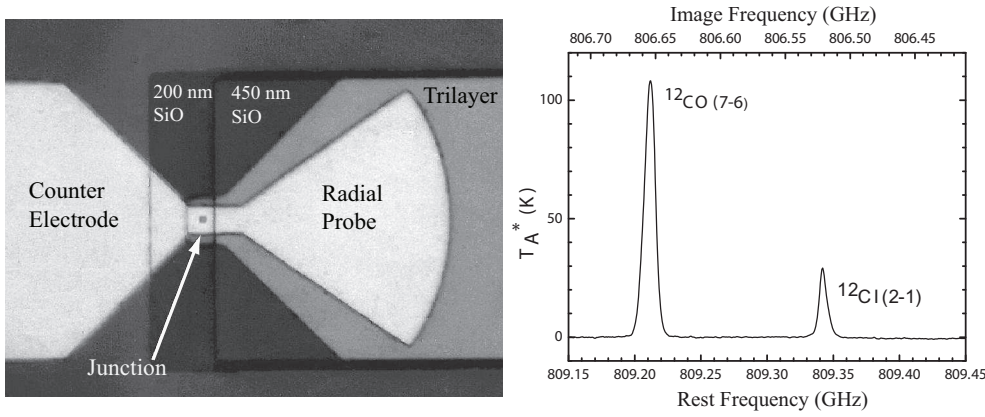 200 nm
SiO
450 nm
SiO
Trilayer
Counter
Electrode
Radial
Probe
Junction
Image Frequency (GHz)
806.70 806.65 806.60 806.55 806.50 806.45
12CO (7-6)
12C I (2-1)
TA* (K)
100
50
0
809.15 809.20 809.25 809.30 809.35 809.40 809.45
Rest Frequency (GHz)